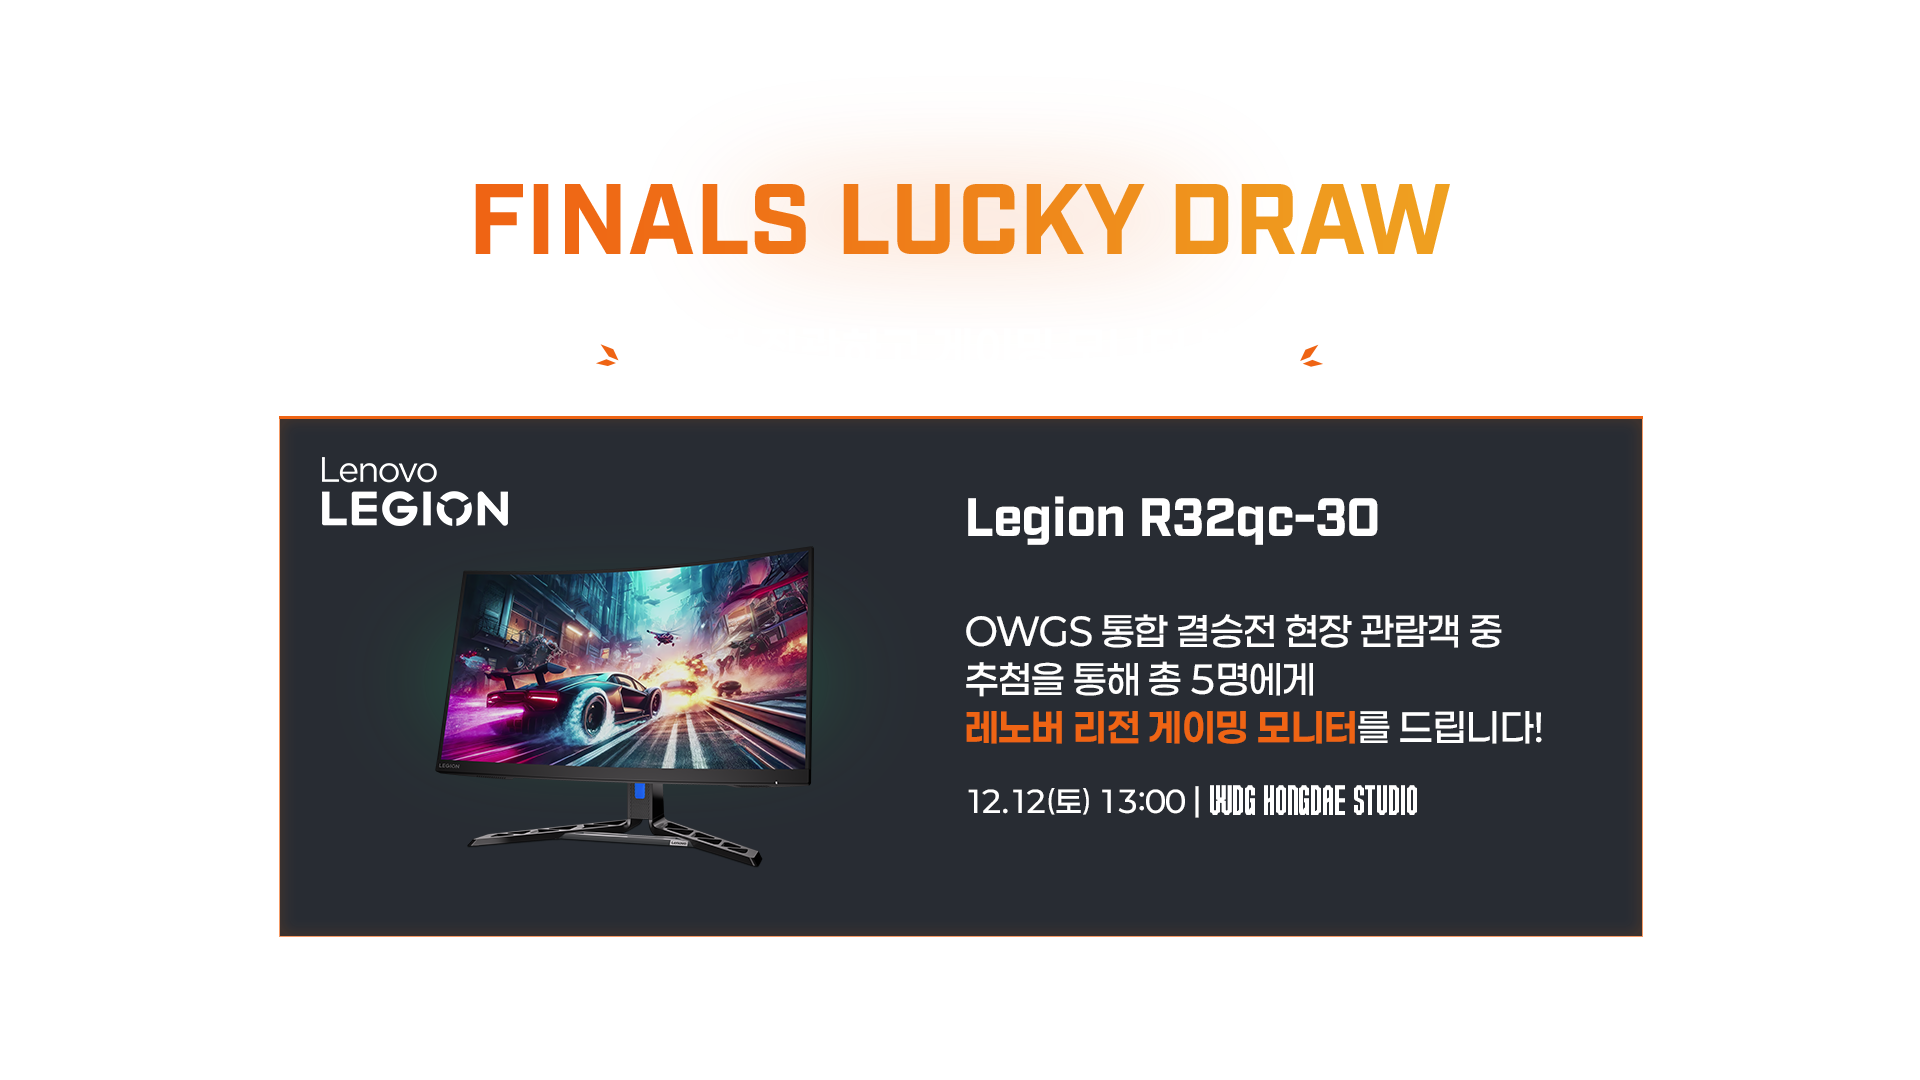 FINALS LUCKY DRAW
Lenovo
LEGION
Legion R32qc-30
OWGS 통합 결승전 현장 관람객 중
추첨을 통해 총 5명에게
레노버 리전 게이밍 모니터를 드립니다!
12.12(토) 13:00 | WDG HONGDAE STUDIO
LEGION
Lenovo